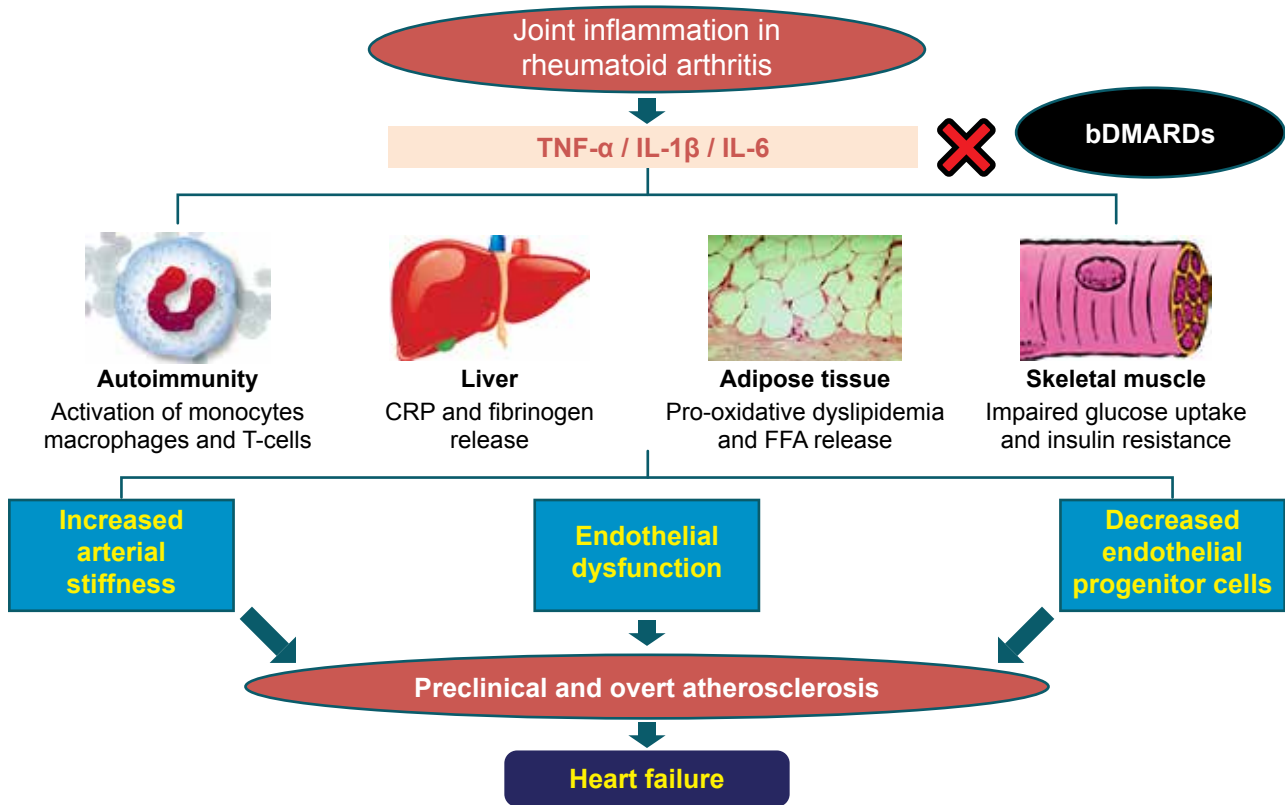 Joint inflammation in
rheumatoid arthritis
TNF-α / IL-1β / IL-6
bDMARDs
Autoimmunity
Activation of monocytes
macrophages and T-cells
Liver
CRP and fibrinogen
release
Adipose tissue
Pro-oxidative dyslipidemia
and FFA release
Skeletal muscle
Impaired glucose uptake
and insulin resistance
Increased
arterial
stiffness
Endothelial
dysfunction
Decreased
endothelial
progenitor cells
Preclinical and overt atherosclerosis
Heart failure